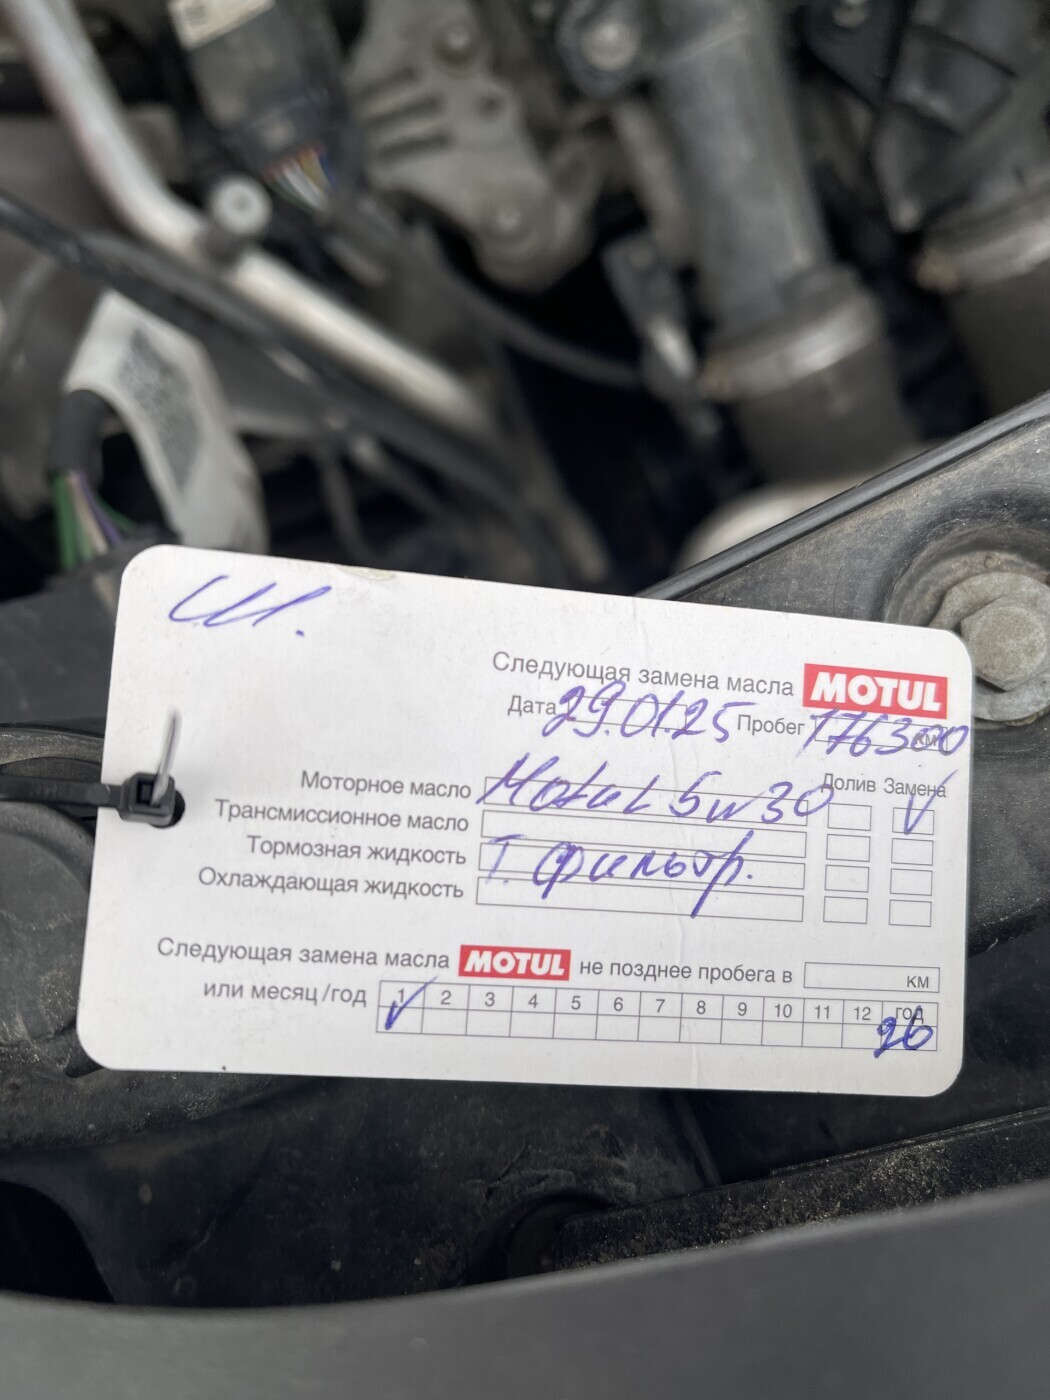 Следующая замена масла MOTUL
Дата 29.01.25 Пробег 176300 км
Долив Замена
Моторное масло Motul 5w30 V
Трансмиссионное масло
Тормозная жидкость Т. фильтр.
Охлаждающая жидкость
Следующая замена масла MOTUL не позднее пробега в км
или месяц/год 1 2 3 4 5 6 7 8 9 10 11 12 год
V 26